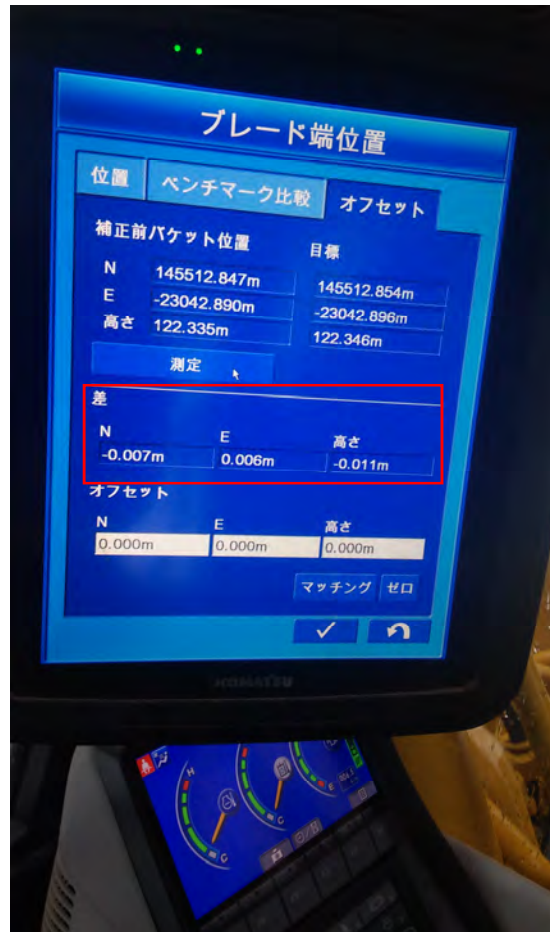 ブレード端位置
位置 ベンチマーク比較 オフセット
補正前バケット位置 目標
N 145512.847m 145512.854m
E -23042.890m -23042.896m
高さ 122.335m 122.346m
測定
差
N E 高さ
-0.007m 0.006m -0.011m
オフセット
N E 高さ
0.000m 0.000m 0.000m
マッチング ゼロ
KOMATSU
H
C
C